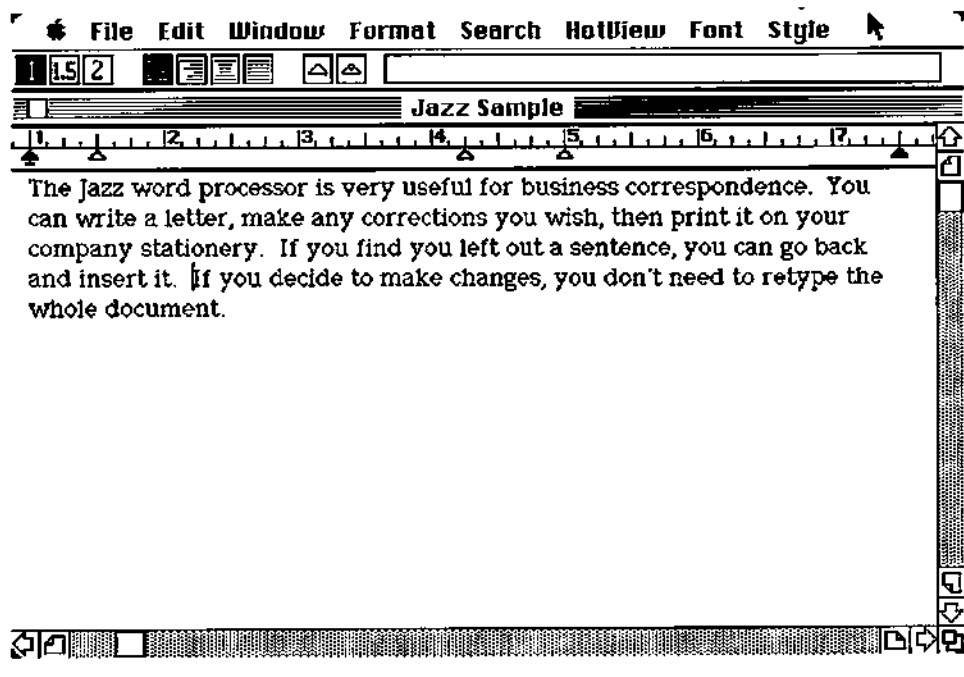 File Edit Window Format Search HotView Font Style
1 1.5 2
Jazz Sample
1 2 3 4 5 6 7
The Jazz word processor is very useful for business correspondence. You
can write a letter, make any corrections you wish, then print it on your
company stationery. If you find you left out a sentence, you can go back
and insert it. If you decide to make changes, you don't need to retype the
whole document.